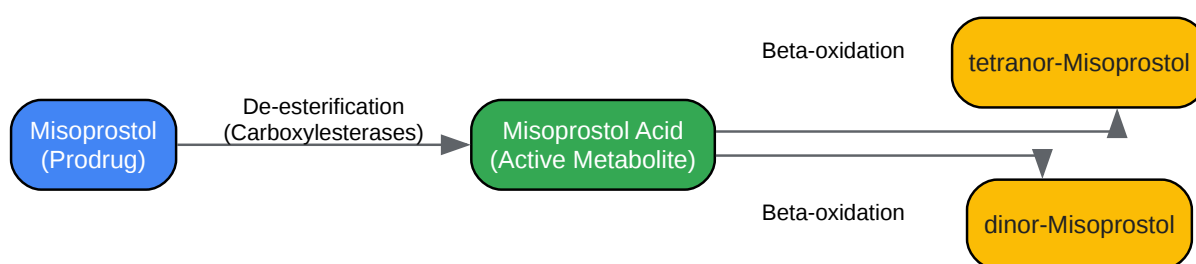 Misoprostol
(Prodrug)
De-esterification
(Carboxylesterases)
Misoprostol Acid
(Active Metabolite)
Beta-oxidation
tetranor-Misoprostol
Beta-oxidation
dinor-Misoprostol